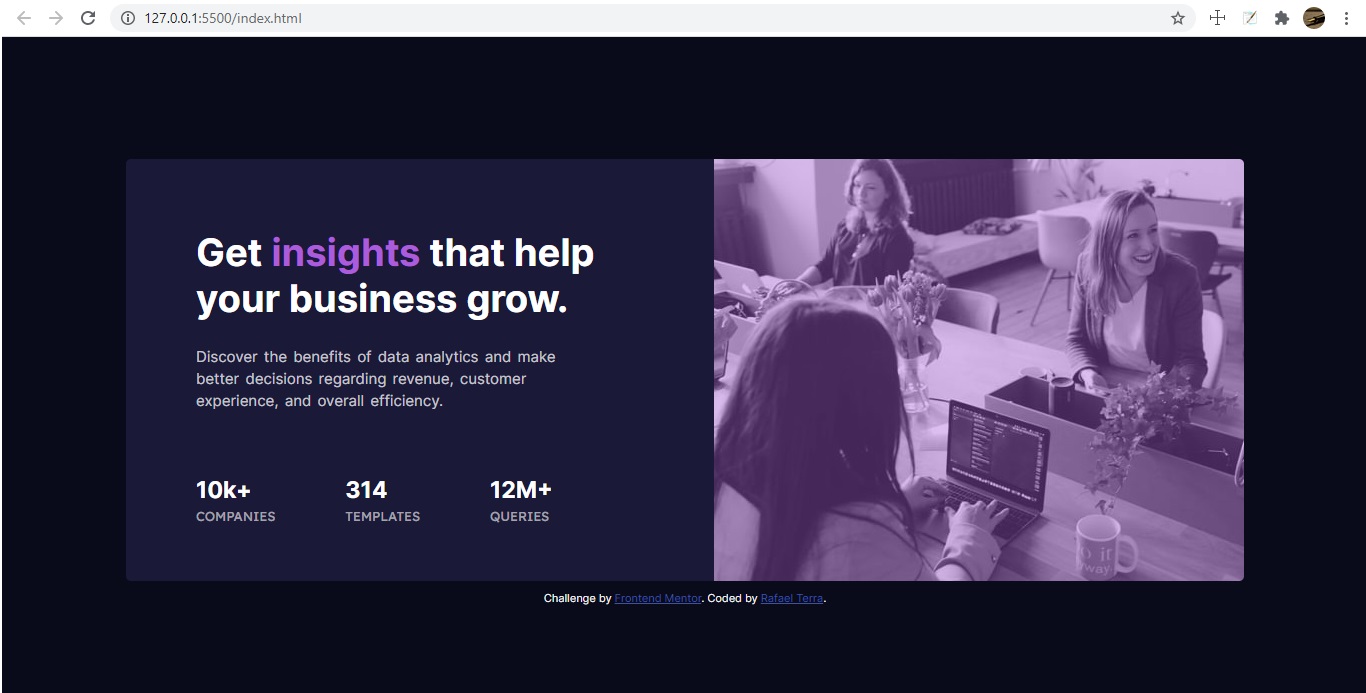 127.0.0.1:5500/index.html
Get insights that help
your business grow.
Discover the benefits of data analytics and make
better decisions regarding revenue, customer
experience, and overall efficiency.
10k+ 314 12M+
COMPANIES TEMPLATES QUERIES
Challenge by Frontend Mentor. Coded by Rafael Terra.